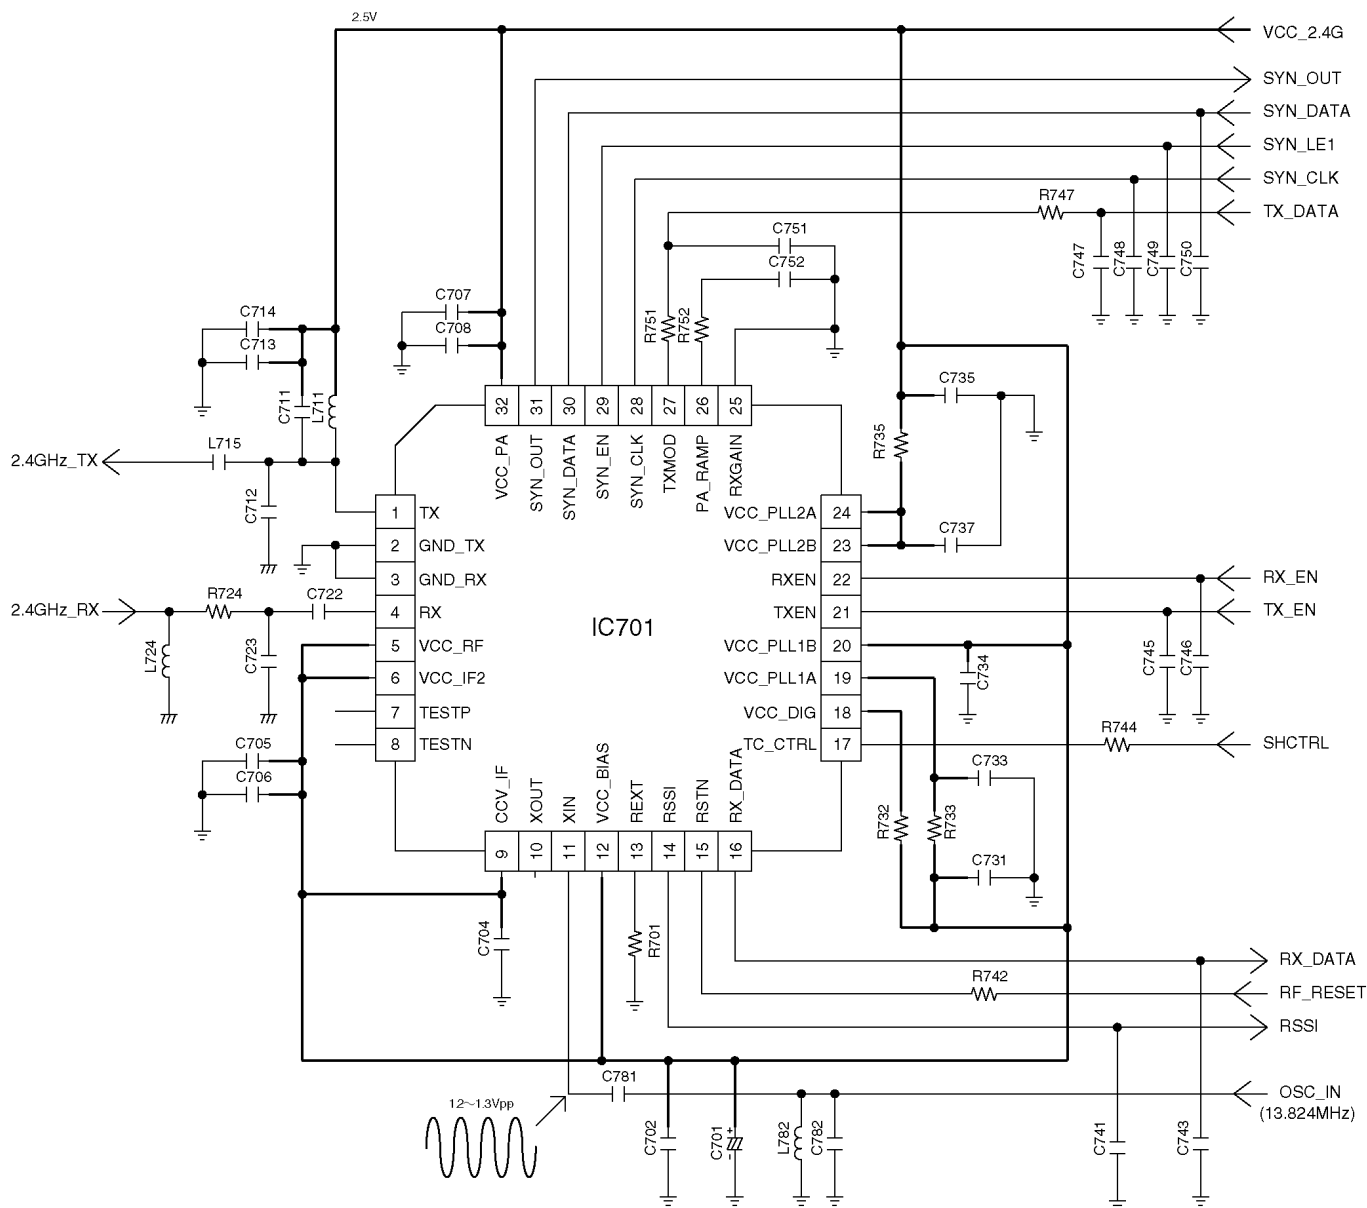 2.5V
VCC_2.4G
SYN_OUT
SYN_DATA
SYN_LE1
SYN_CLK
R747
TX_DATA
C751
C752
C747
C748
C749
C750
C707
C708
R751
R752
C714
C713
C711
L711
C735
R735
32
31
30
29
28
27
26
25
VCC_PA
SYN_OUT
SYN_DATA
SYN_EN
SYN_CLK
TXMOD
PA_RAMP
RXGAIN
L715
2.4GHz_TX
C712
1 TX
2 GND_TX
3 GND_RX
4 RX
5 VCC_RF
6 VCC_IF2
7 TESTP
8 TESTN
VCC_PLL2A 24
VCC_PLL2B 23
RXEN 22
TXEN 21
VCC_PLL1B 20
VCC_PLL1A 19
VCC_DIG 18
TC_CTRL 17
C737
RX_EN
TX_EN
2.4GHz_RX
R724
C722
IC701
L724
C723
C734
C745
C746
C705
C706
R744
SHCTRL
C733
CCV_IF
XOUT
XIN
VCC_BIAS
REXT
RSSI
RSTN
RX_DATA
9
10
11
12
13
14
15
16
R732
R733
C731
C704
R701
RX_DATA
R742
RF_RESET
RSSI
C781
OSC_IN
(13.824MHz)
1.2~1.3Vpp
C702
C701
+
-
L782
C782
C741
C743